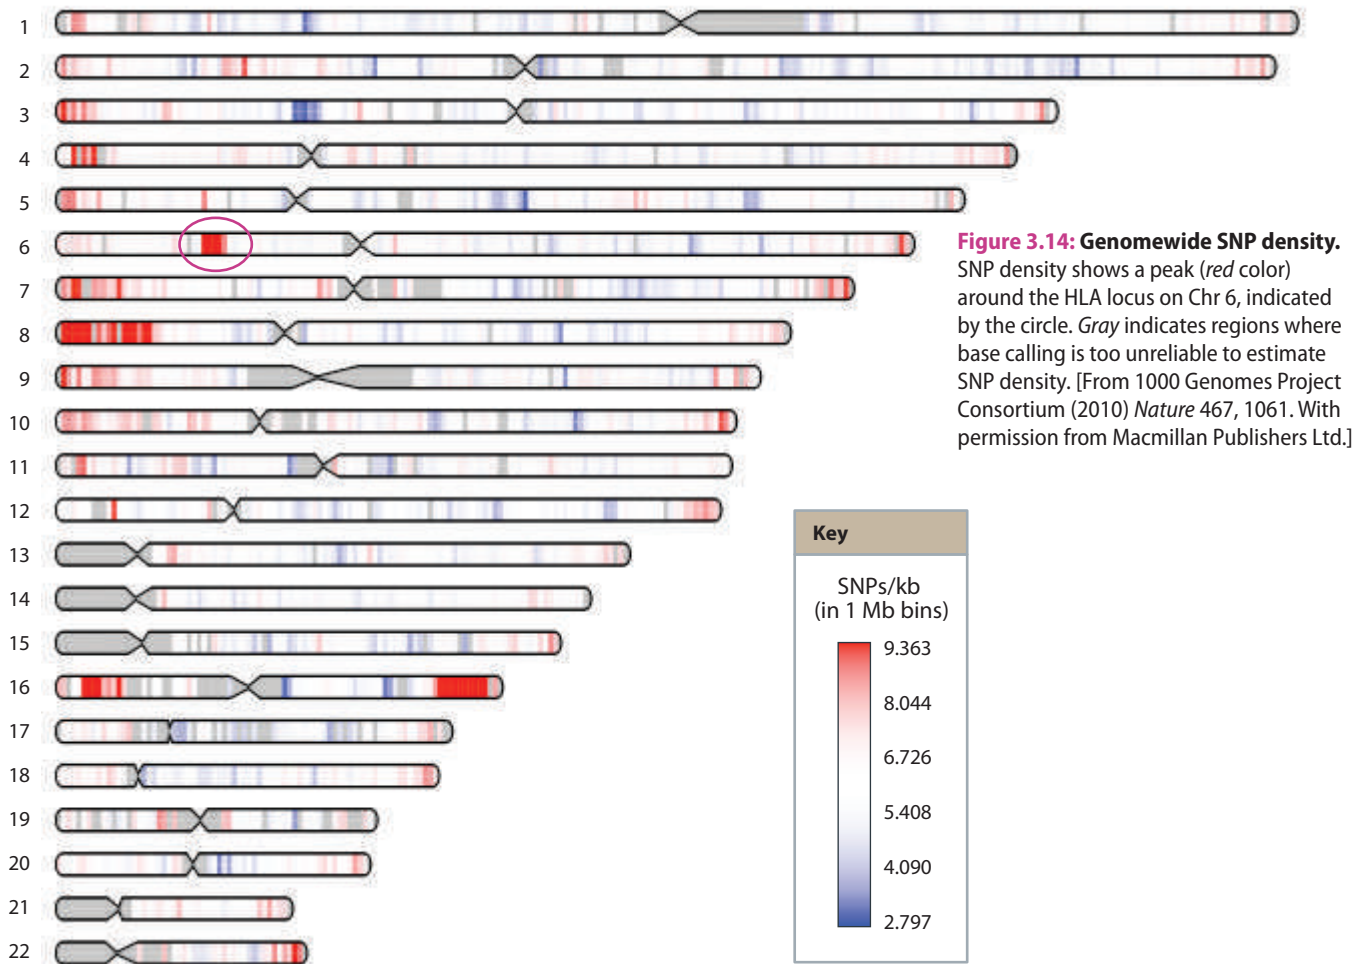 1
2
3
4
5
6
7
8
9
10
11
12
13
14
15
16
17
18
19
20
21
22
Figure 3.14: Genomewide SNP density.
SNP density shows a peak (red color)
around the HLA locus on Chr 6, indicated
by the circle. Gray indicates regions where
base calling is too unreliable to estimate
SNP density. [From 1000 Genomes Project
Consortium (2010) Nature 467, 1061. With
permission from Macmillan Publishers Ltd.]
Key
SNPs/kb
(in 1 Mb bins)
9.363
8.044
6.726
5.408
4.090
2.797